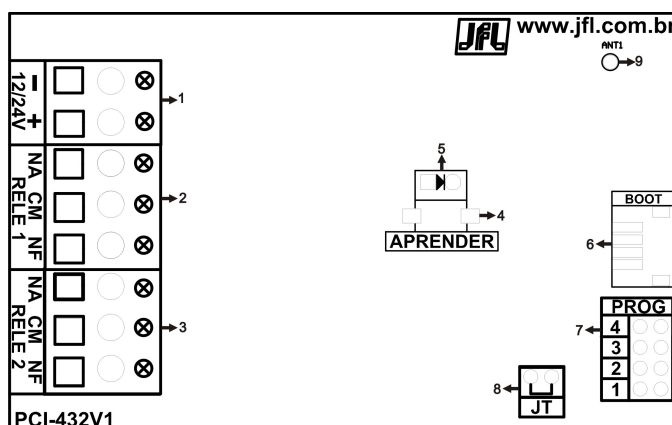 JFL www.jfl.com.br
ANT1
9
- + 12/24V
1
NA CM NF
RELE 1
2
NA CM NF
RELE 2
3
5
4
APRENDER
BOOT
6
PROG
7
4
3
2
1
8
JT
PCI-432V1